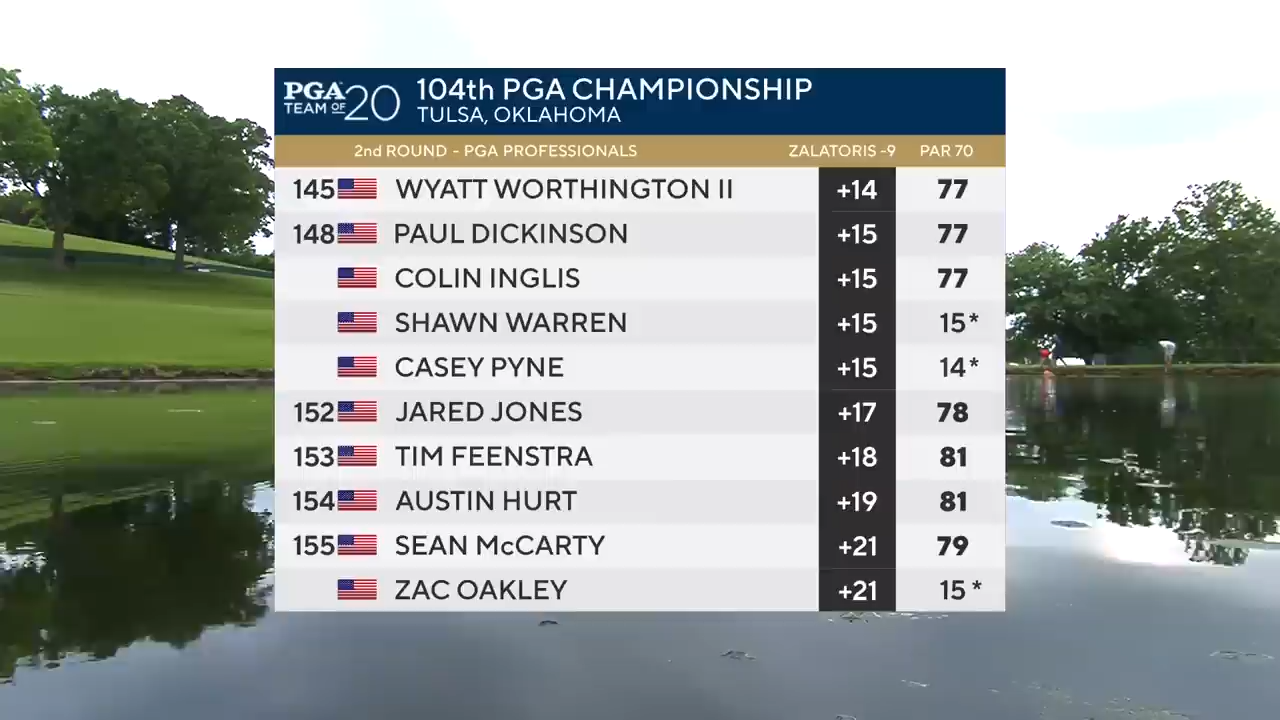 PGA TEAM OF 20
104th PGA CHAMPIONSHIP
TULSA, OKLAHOMA
2nd ROUND - PGA PROFESSIONALS ZALATORIS -9 PAR 70
145 WYATT WORTHINGTON II +14 77
148 PAUL DICKINSON +15 77
COLIN INGLIS +15 77
SHAWN WARREN +15 15*
CASEY PYNE +15 14*
152 JARED JONES +17 78
153 TIM FEENSTRA +18 81
154 AUSTIN HURT +19 81
155 SEAN McCARTY +21 79
ZAC OAKLEY +21 15 *